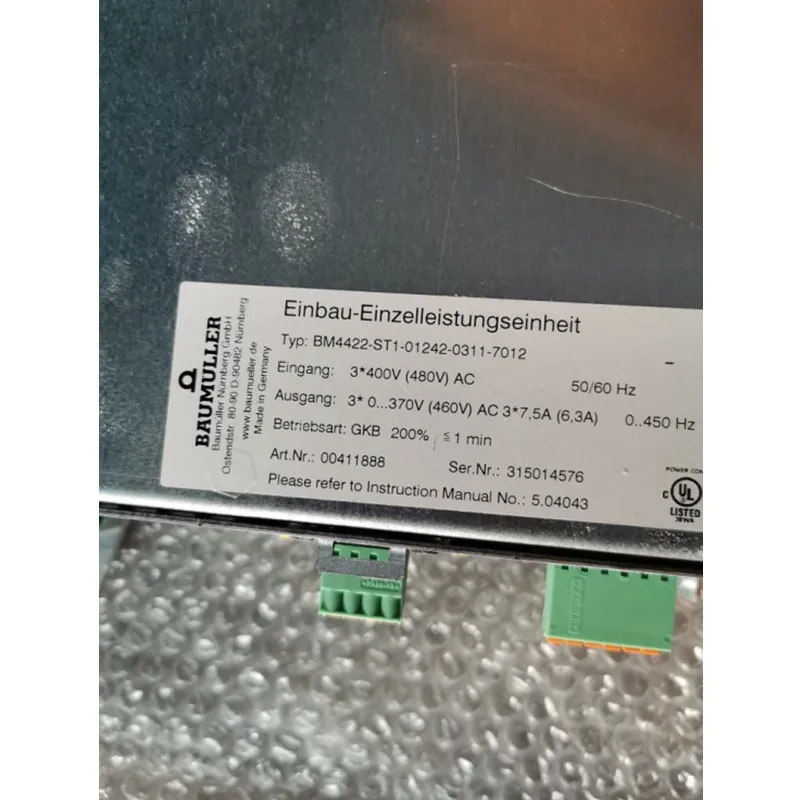 BAUMÜLLER
Baumüller Nürnberg GmbH
Ostendstr. 80-90 D-90482 Nürnberg
www.baumueller.de
Made in Germany
Einbau-Einzelleistungseinheit
Typ: BM4422-ST1-01242-0311-7012
Eingang: 3*400V (480V) AC 50/60 Hz
Ausgang: 3* 0...370V (460V) AC 3*7,5A (6,3A) 0..450 Hz
Betriebsart: GKB 200% ≤ 1 min
Art.Nr.: 00411888 Ser.Nr.: 315014576
Please refer to Instruction Manual No.: 5.04043
POWER CON
c UL
LISTED